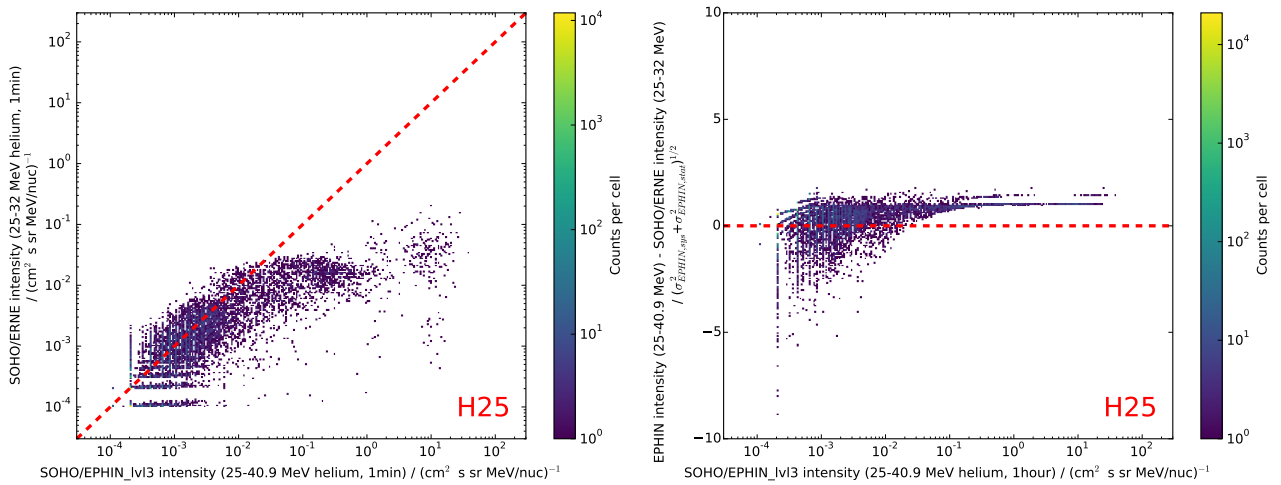 SOHO/ERNE intensity (25-32 MeV helium, 1min)
/ (cm² s sr MeV/nuc)⁻¹
10²
10¹
10⁰
10⁻¹
10⁻²
10⁻³
10⁻⁴
H25
10⁻⁴ 10⁻³ 10⁻² 10⁻¹ 10⁰ 10¹ 10²
SOHO/EPHIN_lvl3 intensity (25-40.9 MeV helium, 1min) / (cm² s sr MeV/nuc)⁻¹
10⁴
10³
10²
10¹
10⁰
Counts per cell
EPHIN intensity (25-40.9 MeV) - SOHO/ERNE intensity (25-32 MeV)
/ (σ²_EPHIN,sys + σ²_EPHIN,stat)^1/2
10
5
0
−5
−10
H25
10⁻⁴ 10⁻³ 10⁻² 10⁻¹ 10⁰ 10¹ 10²
SOHO/EPHIN_lvl3 intensity (25-40.9 MeV helium, 1hour) / (cm² s sr MeV/nuc)⁻¹
10⁴
10³
10²
10¹
10⁰
Counts per cell